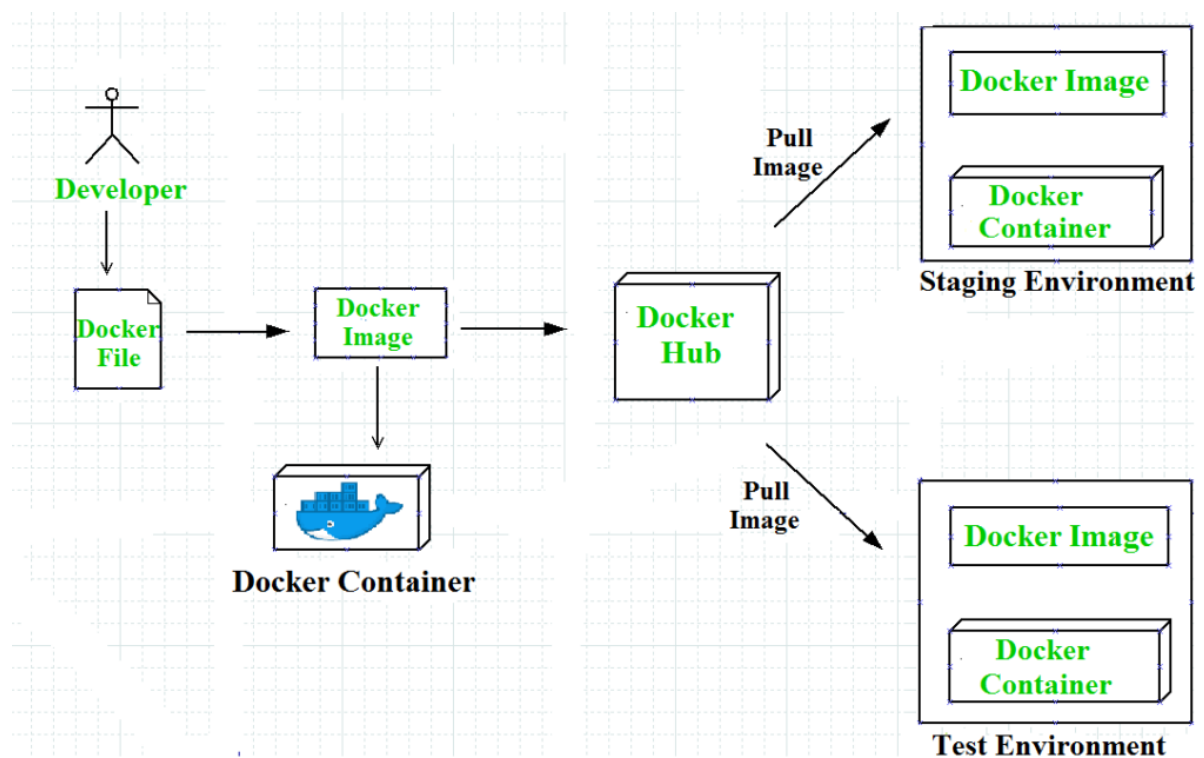 Developer
Docker
File
Docker
Image
Docker Container
Docker
Hub
Pull
Image
Docker Image
Docker
Container
Staging Environment
Pull
Image
Docker Image
Docker
Container
Test Environment